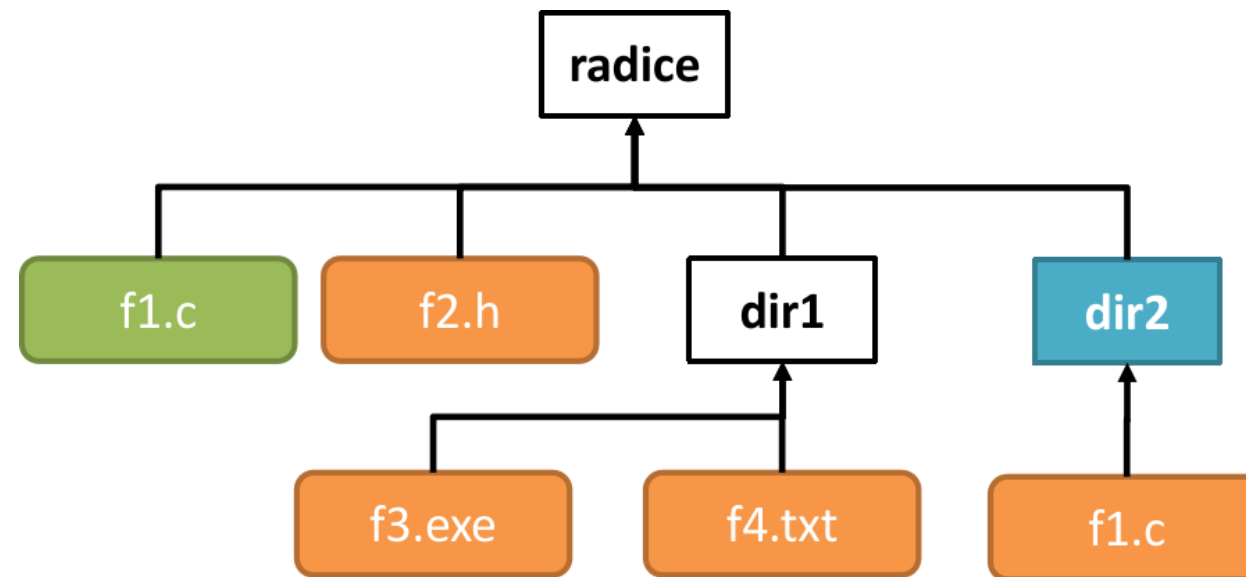 radice
f1.c
f2.h
dir1
dir2
f3.exe
f4.txt
f1.c